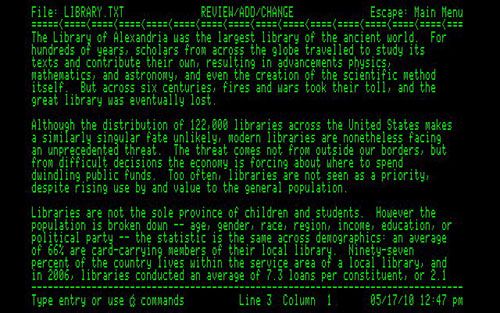 File: LIBRARY.TXT REVIEW/ADD/CHANGE Escape: Main Menu
=====<====<====<====<====<====<====<====<====<====<====<====<====<====<====<===
The Library of Alexandria was the largest library of the ancient world.  For
hundreds of years, scholars from across the globe travelled to study its
texts and contribute their own, resulting in advancements physics,
mathematics, and astronomy, and even the creation of the scientific method
itself.  But across six centuries, fires and wars took their toll, and the
great library was eventually lost.
Although the distribution of 122,000 libraries across the United States makes
a similarly singular fate unlikely, modern libraries are nonetheless facing
an unprecedented threat.  The threat comes not from outside our borders, but
from difficult decisions the economy is forcing about where to spend
dwindling public funds.  Too often, libraries are not seen as a priority,
despite rising use by and value to the general population.
Libraries are not the sole province of children and students.  However the
population is broken down -- age, gender, race, region, income, education, or
political party -- the statistic is the same across demographics: an average
of 66% are card-carrying members of their local library.  Ninety-seven
percent of the country lives within the service area of a local library, and
in 2006, libraries conducted an average of 7.3 loans per constituent, or 2.1
-------------------------------------------------------------------------------
Type entry or use commands Line 3 Column 1 05/17/10 12:47 pm